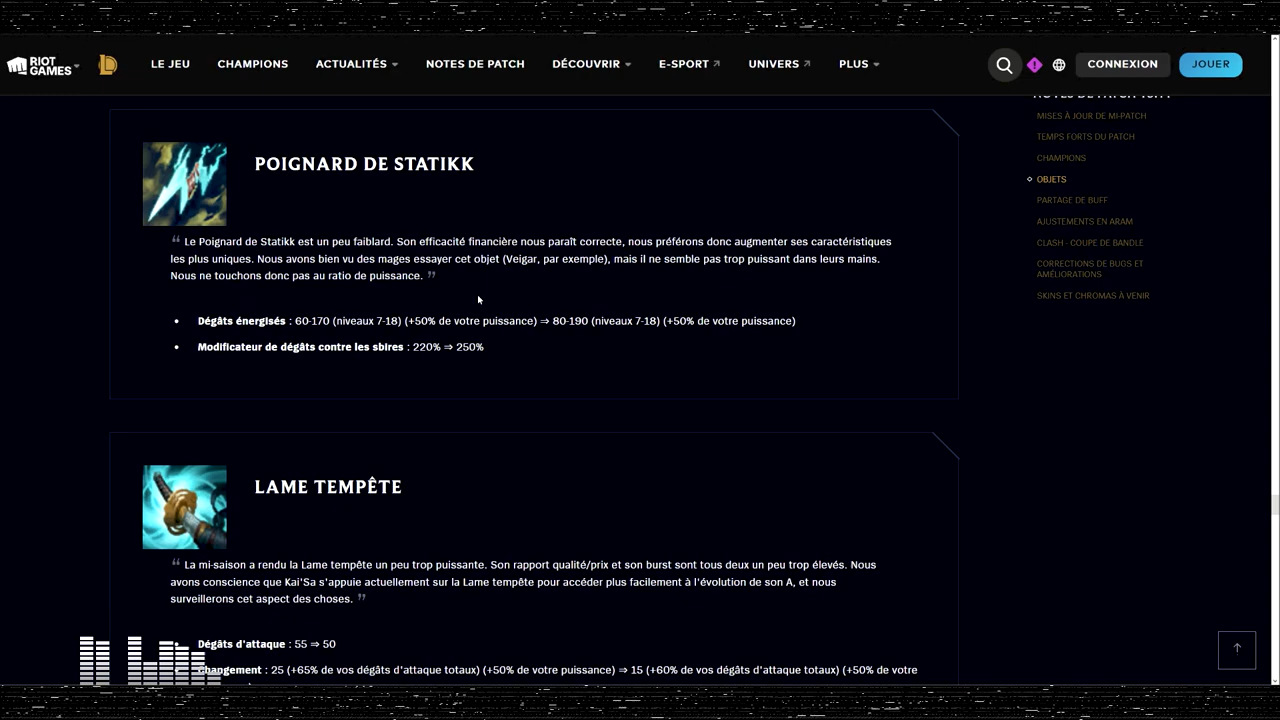 RIOT GAMES
LE JEU
CHAMPIONS
ACTUALITÉS
NOTES DE PATCH
DÉCOUVRIR
E-SPORT
UNIVERS
PLUS
CONNEXION
JOUER
MISES À JOUR DE MI-PATCH
TEMPS FORTS DU PATCH
CHAMPIONS
OBJETS
PARTAGE DE BUFF
AJUSTEMENTS EN ARAM
CLASH - COUPE DE BANDLE
CORRECTIONS DE BUGS ET
AMÉLIORATIONS
SKINS ET CHROMAS À VENIR
POIGNARD DE STATIKK
" Le Poignard de Statikk est un peu faiblard. Son efficacité financière nous paraît correcte, nous préférons donc augmenter ses caractéristiques
les plus uniques. Nous avons bien vu des mages essayer cet objet (Veigar, par exemple), mais il ne semble pas trop puissant dans leurs mains.
Nous ne touchons donc pas au ratio de puissance. "
• Dégâts énergisés : 60-170 (niveaux 7-18) (+50% de votre puissance) ⇒ 80-190 (niveaux 7-18) (+50% de votre puissance)
• Modificateur de dégâts contre les sbires : 220% ⇒ 250%
LAME TEMPÊTE
" La mi-saison a rendu la Lame tempête un peu trop puissante. Son rapport qualité/prix et son burst sont tous deux un peu trop élevés. Nous
avons conscience que Kai'Sa s'appuie actuellement sur la Lame tempête pour accéder plus facilement à l'évolution de son A, et nous
surveillerons cet aspect des choses. "
Dégâts d'attaque : 55 ⇒ 50
Changement : 25 (+65% de vos dégâts d'attaque totaux) (+50% de votre puissance) ⇒ 15 (+60% de vos dégâts d'attaque totaux) (+50% de votre